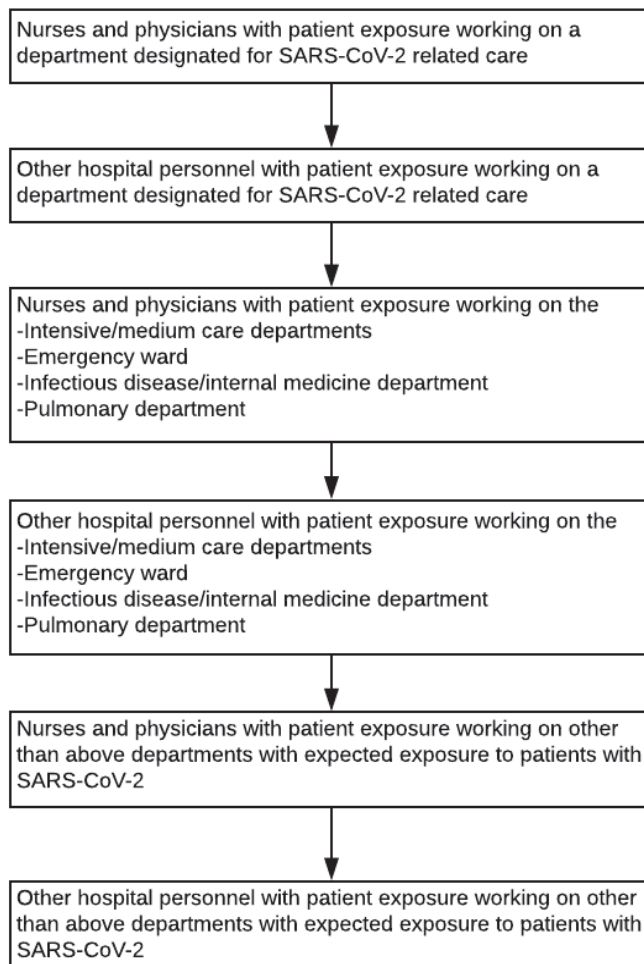 Nurses and physicians with patient exposure working on a
department designated for SARS-CoV-2 related care
Other hospital personnel with patient exposure working on a
department designated for SARS-CoV-2 related care
Nurses and physicians with patient exposure working on the
-Intensive/medium care departments
-Emergency ward
-Infectious disease/internal medicine department
-Pulmonary department
Other hospital personnel with patient exposure working on the
-Intensive/medium care departments
-Emergency ward
-Infectious disease/internal medicine department
-Pulmonary department
Nurses and physicians with patient exposure working on other
than above departments with expected exposure to patients with
SARS-CoV-2
Other hospital personnel with patient exposure working on other
than above departments with expected exposure to patients with
SARS-CoV-2